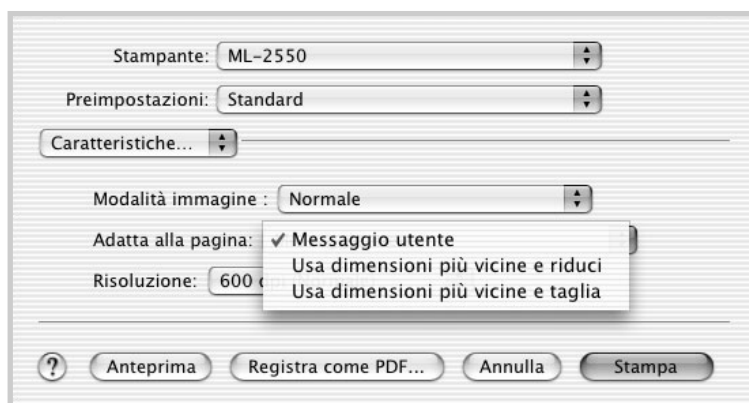 Stampante: ML-2550
Preimpostazioni: Standard
Caratteristiche...
Modalità immagine : Normale
Adatta alla pagina: ✓ Messaggio utente
Usa dimensioni più vicine e riduci
Risoluzione: 600
Usa dimensioni più vicine e taglia
? Anteprima Registra come PDF... Annulla Stampa